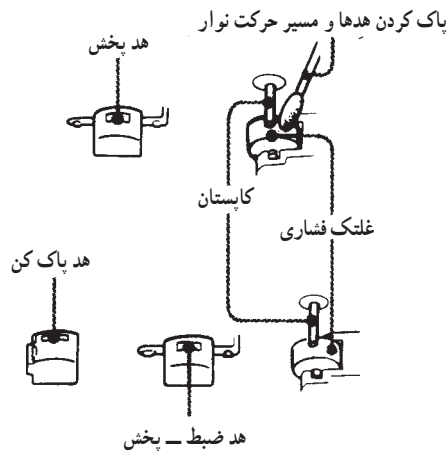 پاک کردن هدها و مسیر حرکت نوار
هد پخش
کاپستان
غلتک فشاری
هد پاک کن
هد ضبط ــ پخش